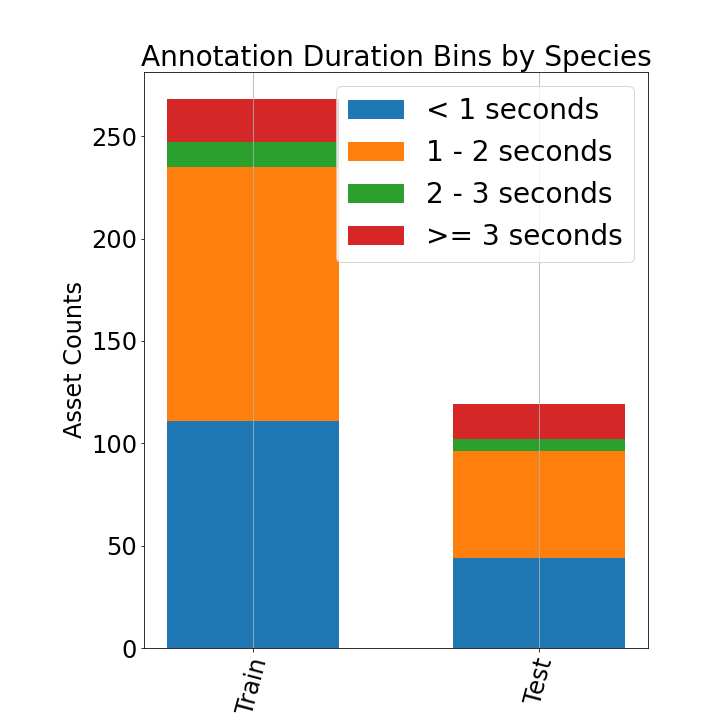 Annotation Duration Bins by Species
< 1 seconds
1 - 2 seconds
2 - 3 seconds
>= 3 seconds
Asset Counts
250
200
150
100
50
0
Train
Test